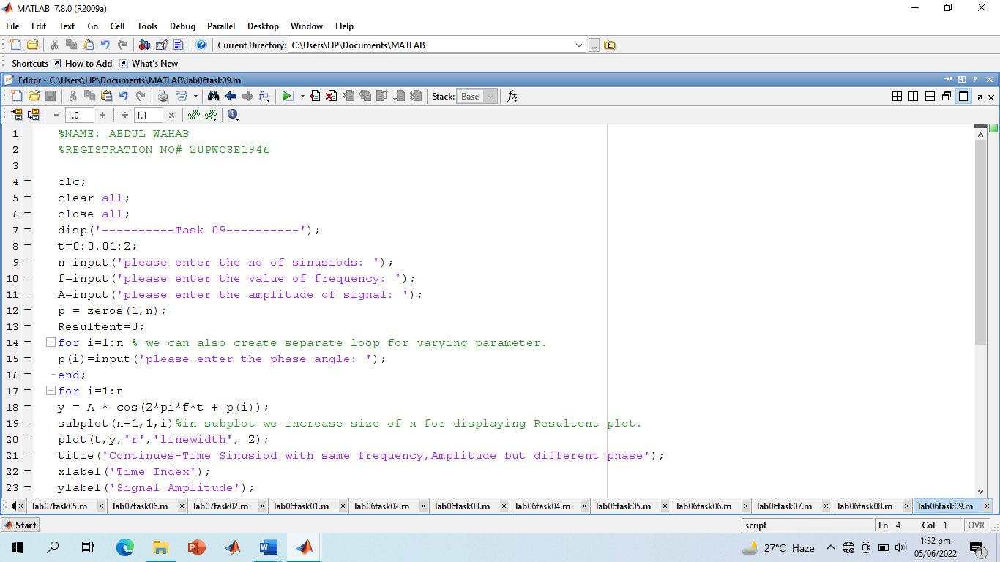 MATLAB 7.8.0 (R2009a)
File Edit Text Go Cell Tools Debug Parallel Desktop Window Help
Current Directory: C:\Users\HP\Documents\MATLAB ...
Shortcuts How to Add What's New
Editor - C:\Users\HP\Documents\MATLAB\lab06task09.m
Stack: Base fx
− 1.0 + ÷ 1.1 ×
1 %NAME: ABDUL WAHAB
2 %REGISTRATION NO# 20PWCSE1946
3
4 − clc;
5 − clear all;
6 − close all;
7 − disp('----------Task 09----------');
8 − t=0:0.01:2;
9 − n=input('please enter the no of sinusiods: ');
10 − f=input('please enter the value of frequency: ');
11 − A=input('please enter the amplitude of signal: ');
12 − p = zeros(1,n);
13 − Resultent=0;
14 − for i=1:n % we can also create separate loop for varying parameter.
15 − p(i)=input('please enter the phase angle: ');
16 − end;
17 − for i=1:n
18 − y = A * cos(2*pi*f*t + p(i));
19 − subplot(n+1,1,i)%in subplot we increase size of n for displaying Resultent plot.
20 − plot(t,y,'r','linewidth', 2);
21 − title('Continues-Time Sinusiod with same frequency,Amplitude but different phase');
22 − xlabel('Time Index');
23 − ylabel('Signal Amplitude');
lab07task05.m lab07task06.m lab07task02.m lab06task01.m lab06task02.m lab06task03.m lab06task04.m lab06task05.m lab06task06.m lab06task07.m lab06task08.m lab06task09.m
Start script Ln 4 Col 1 OVR
27°C Haze 1:32 pm
05/06/2022 1